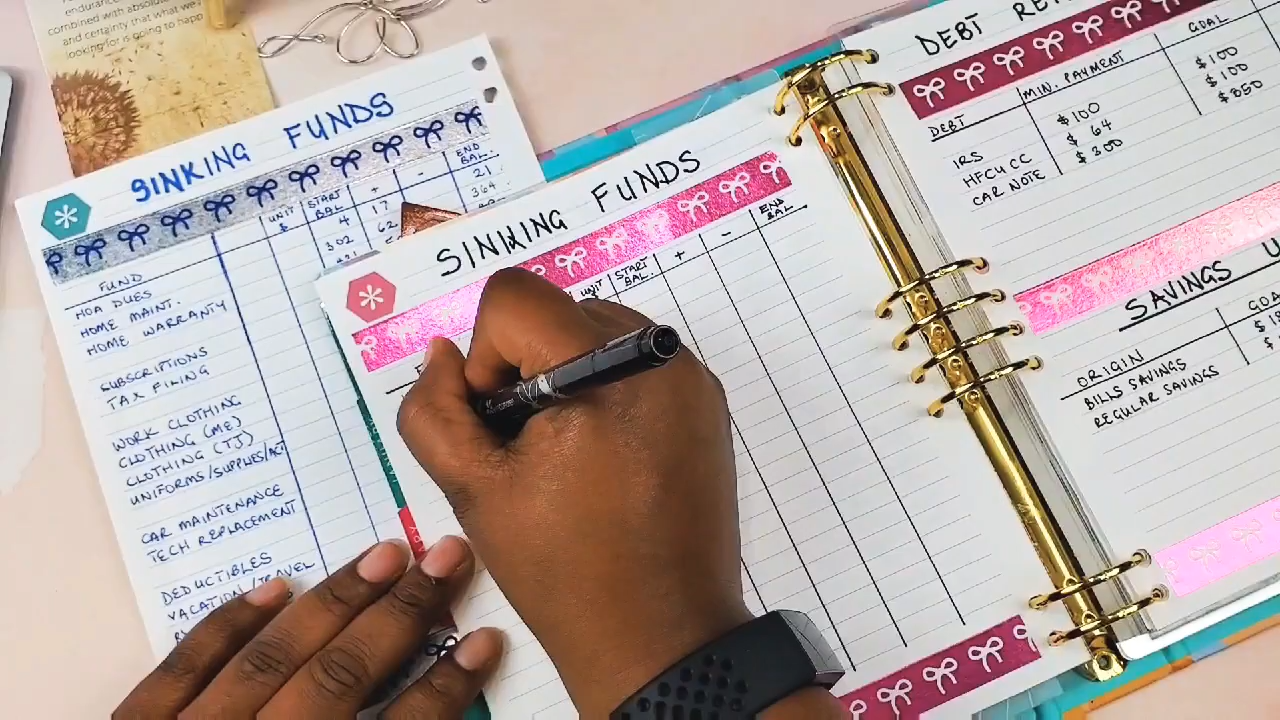 combined with absolute
and certainty that what we a
looking for is going to happ
SINKING FUNDS
FUND
UNIT
$
START
BAL
+
-
END
BAL.
HOA DUES
4
17
21
HOME MAINT.
302
62
364
HOME WARRANTY
SUBSCRIPTIONS
TAX FILING
WORK CLOTHING
CLOTHING (ME)
CLOTHING (TJ)
UNIFORMS/SUPPLIES/ACT
CAR MAINTENANCE
TECH REPLACEMENT
DEDUCTIBLES
VACATION/TRAVEL
SINKING FUNDS
UNIT
START
BAL.
+
-
END
BAL
DEBT
DEBT
MIN. PAYMENT
GOAL
IRS
$100
$100
HFCU CC
$ 64
$100
CAR NOTE
$300
$350
SAVINGS
ORIGIN
BILLS SAVINGS
REGULAR SAVINGS